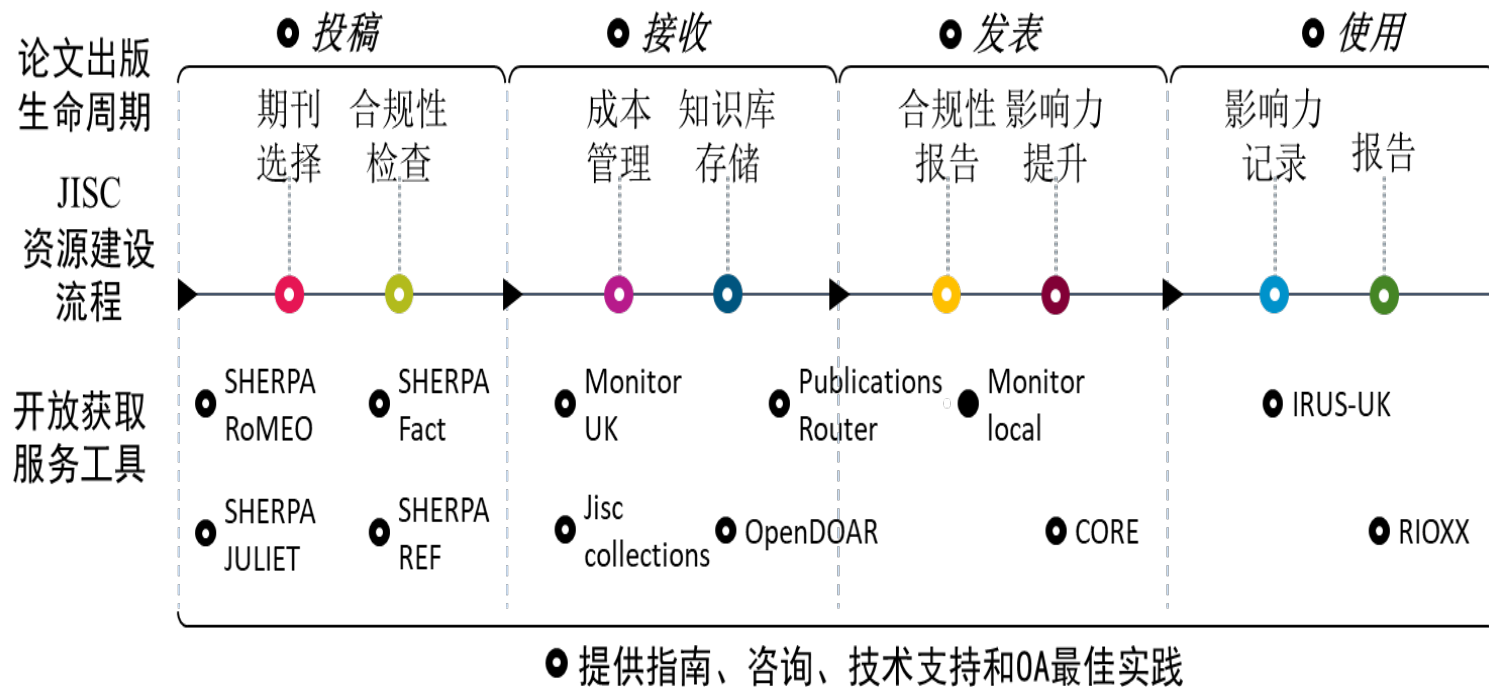 投稿
接收
发表
使用
论文出版
生命周期
期刊
选择
合规性
检查
成本
管理
知识库
存储
合规性
报告
影响力
提升
影响力
记录
报告
JISC
资源建设
流程
开放获取
服务工具
SHERPA
RoMEO
SHERPA
Fact
Monitor
UK
Publications
Router
Monitor
local
IRUS-UK
SHERPA
JULIET
SHERPA
REF
Jisc
collections
OpenDOAR
CORE
RIOXX
提供指南、咨询、技术支持和OA最佳实践